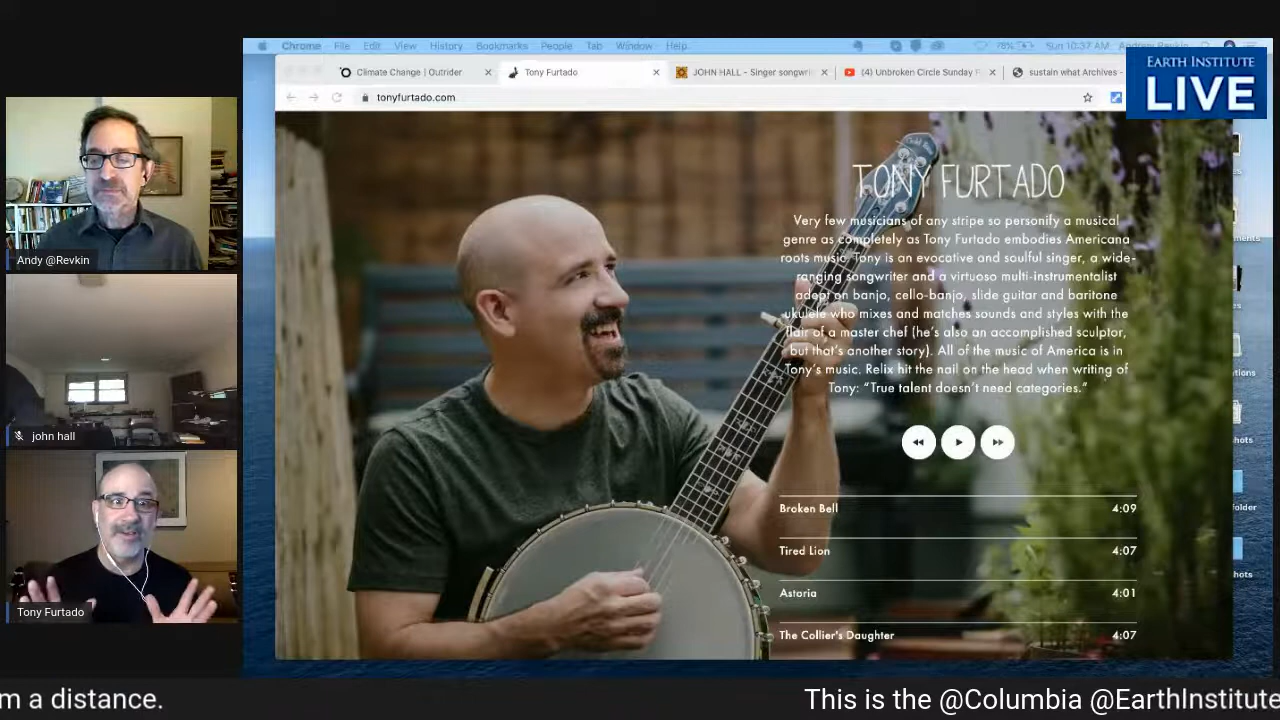 Chrome File Edit View History Bookmarks People Tab Window Help
78%
Sun 10:37 AM Andrew Revkin
Climate Change | Outrider
Tony Furtado
JOHN HALL - Singer songwri
(4) Unbroken Circle Sunday F
sustain what Archives -
tonyfurtado.com
EARTH INSTITUTE
LIVE
Andy @Revkin
john hall
Tony Furtado
TONY FURTADO
Very few musicians of any stripe so personify a musical
genre as completely as Tony Furtado embodies Americana
roots music. Tony is an evocative and soulful singer, a wide-
ranging songwriter and a virtuoso multi-instrumentalist
adept on banjo, cello-banjo, slide guitar and baritone
ukulele who mixes and matches sounds and styles with the
flair of a master chef (he's also an accomplished sculptor,
but that's another story). All of the music of America is in
Tony's music. Relix hit the nail on the head when writing of
Tony: “True talent doesn't need categories.”
Broken Bell 4:09
Tired Lion 4:07
Astoria 4:01
The Collier's Daughter 4:07
folder
m a distance.
This is the @Columbia @EarthInstitute